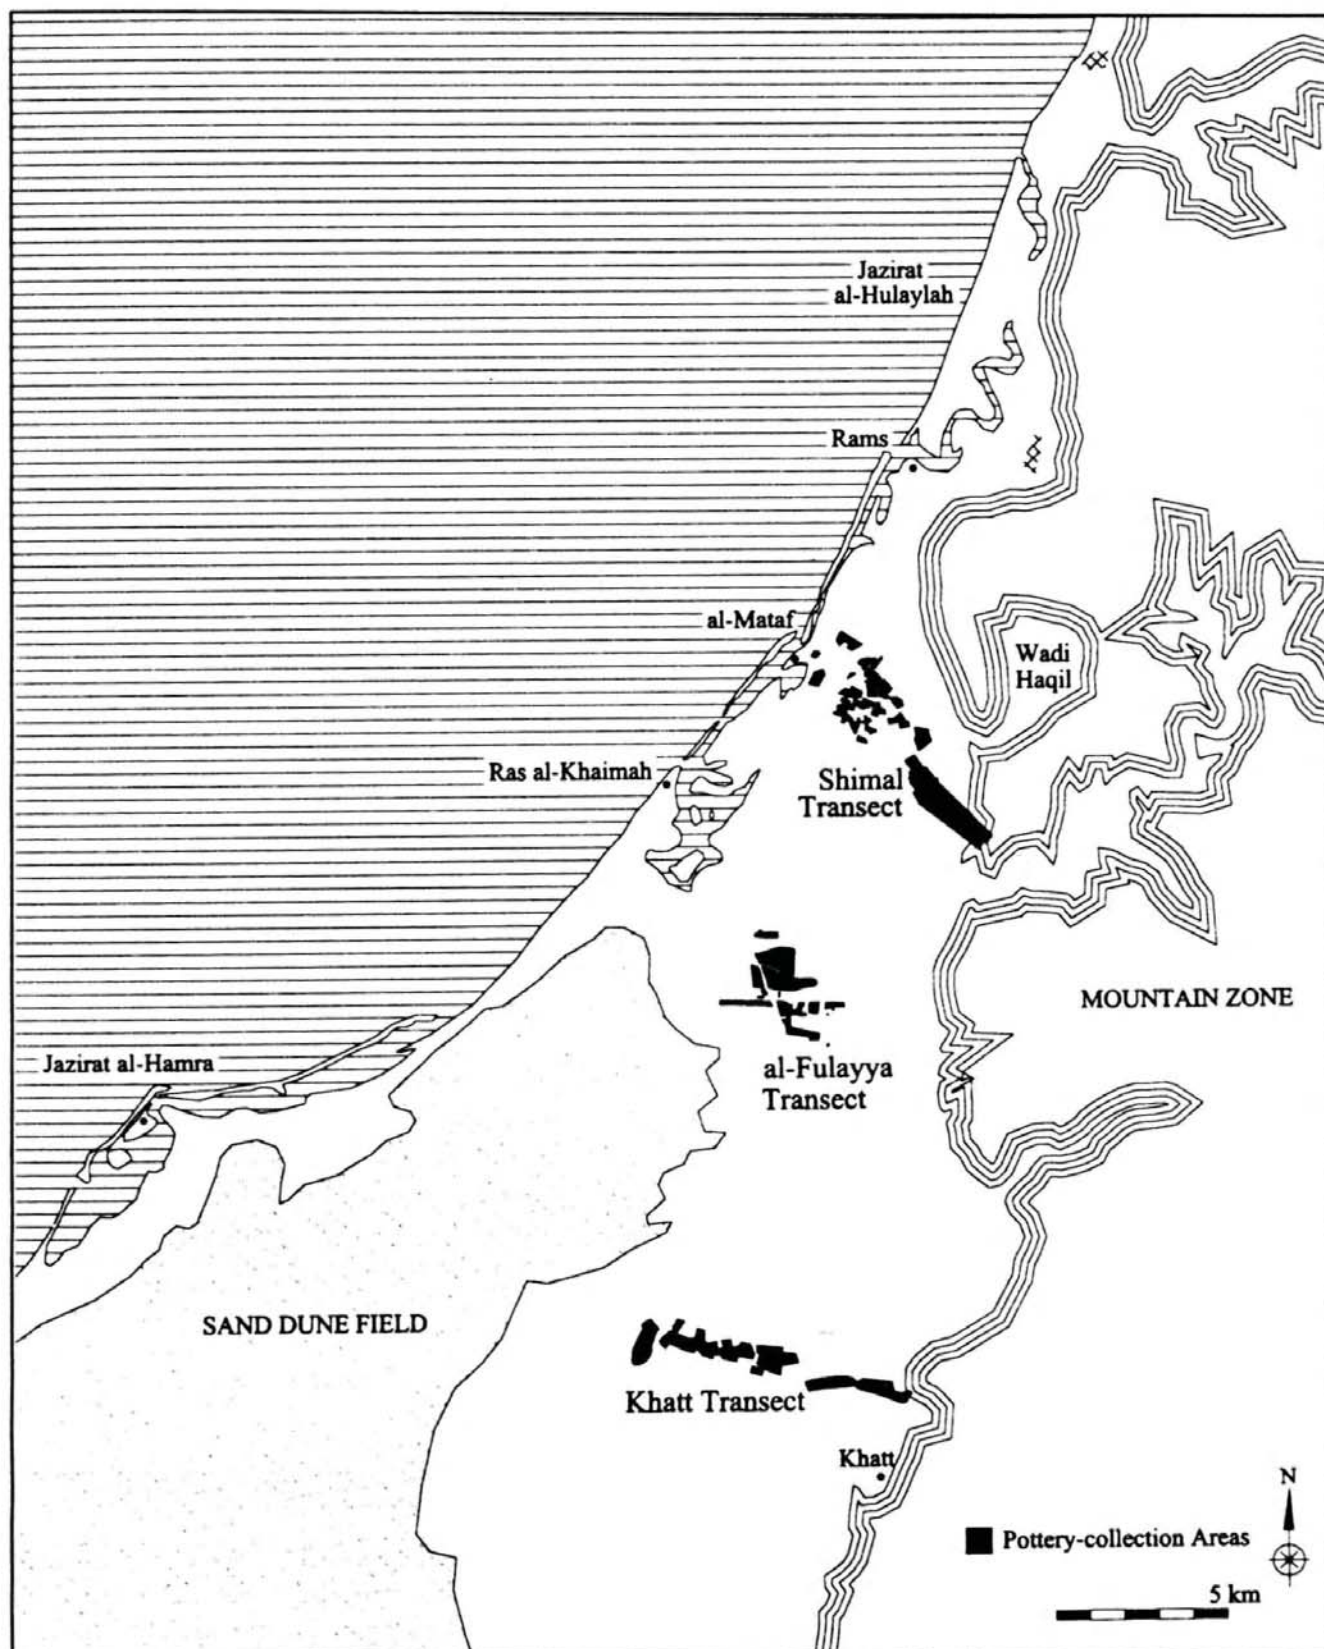 Jazirat
al-Hulaylah
Rams
al-Mataf
Wadi
Haqil
Ras al-Khaimah
Shimal
Transect
MOUNTAIN ZONE
Jazirat al-Hamra
al-Fulayya
Transect
SAND DUNE FIELD
Khatt Transect
Khatt
N
Pottery-collection Areas
5 km